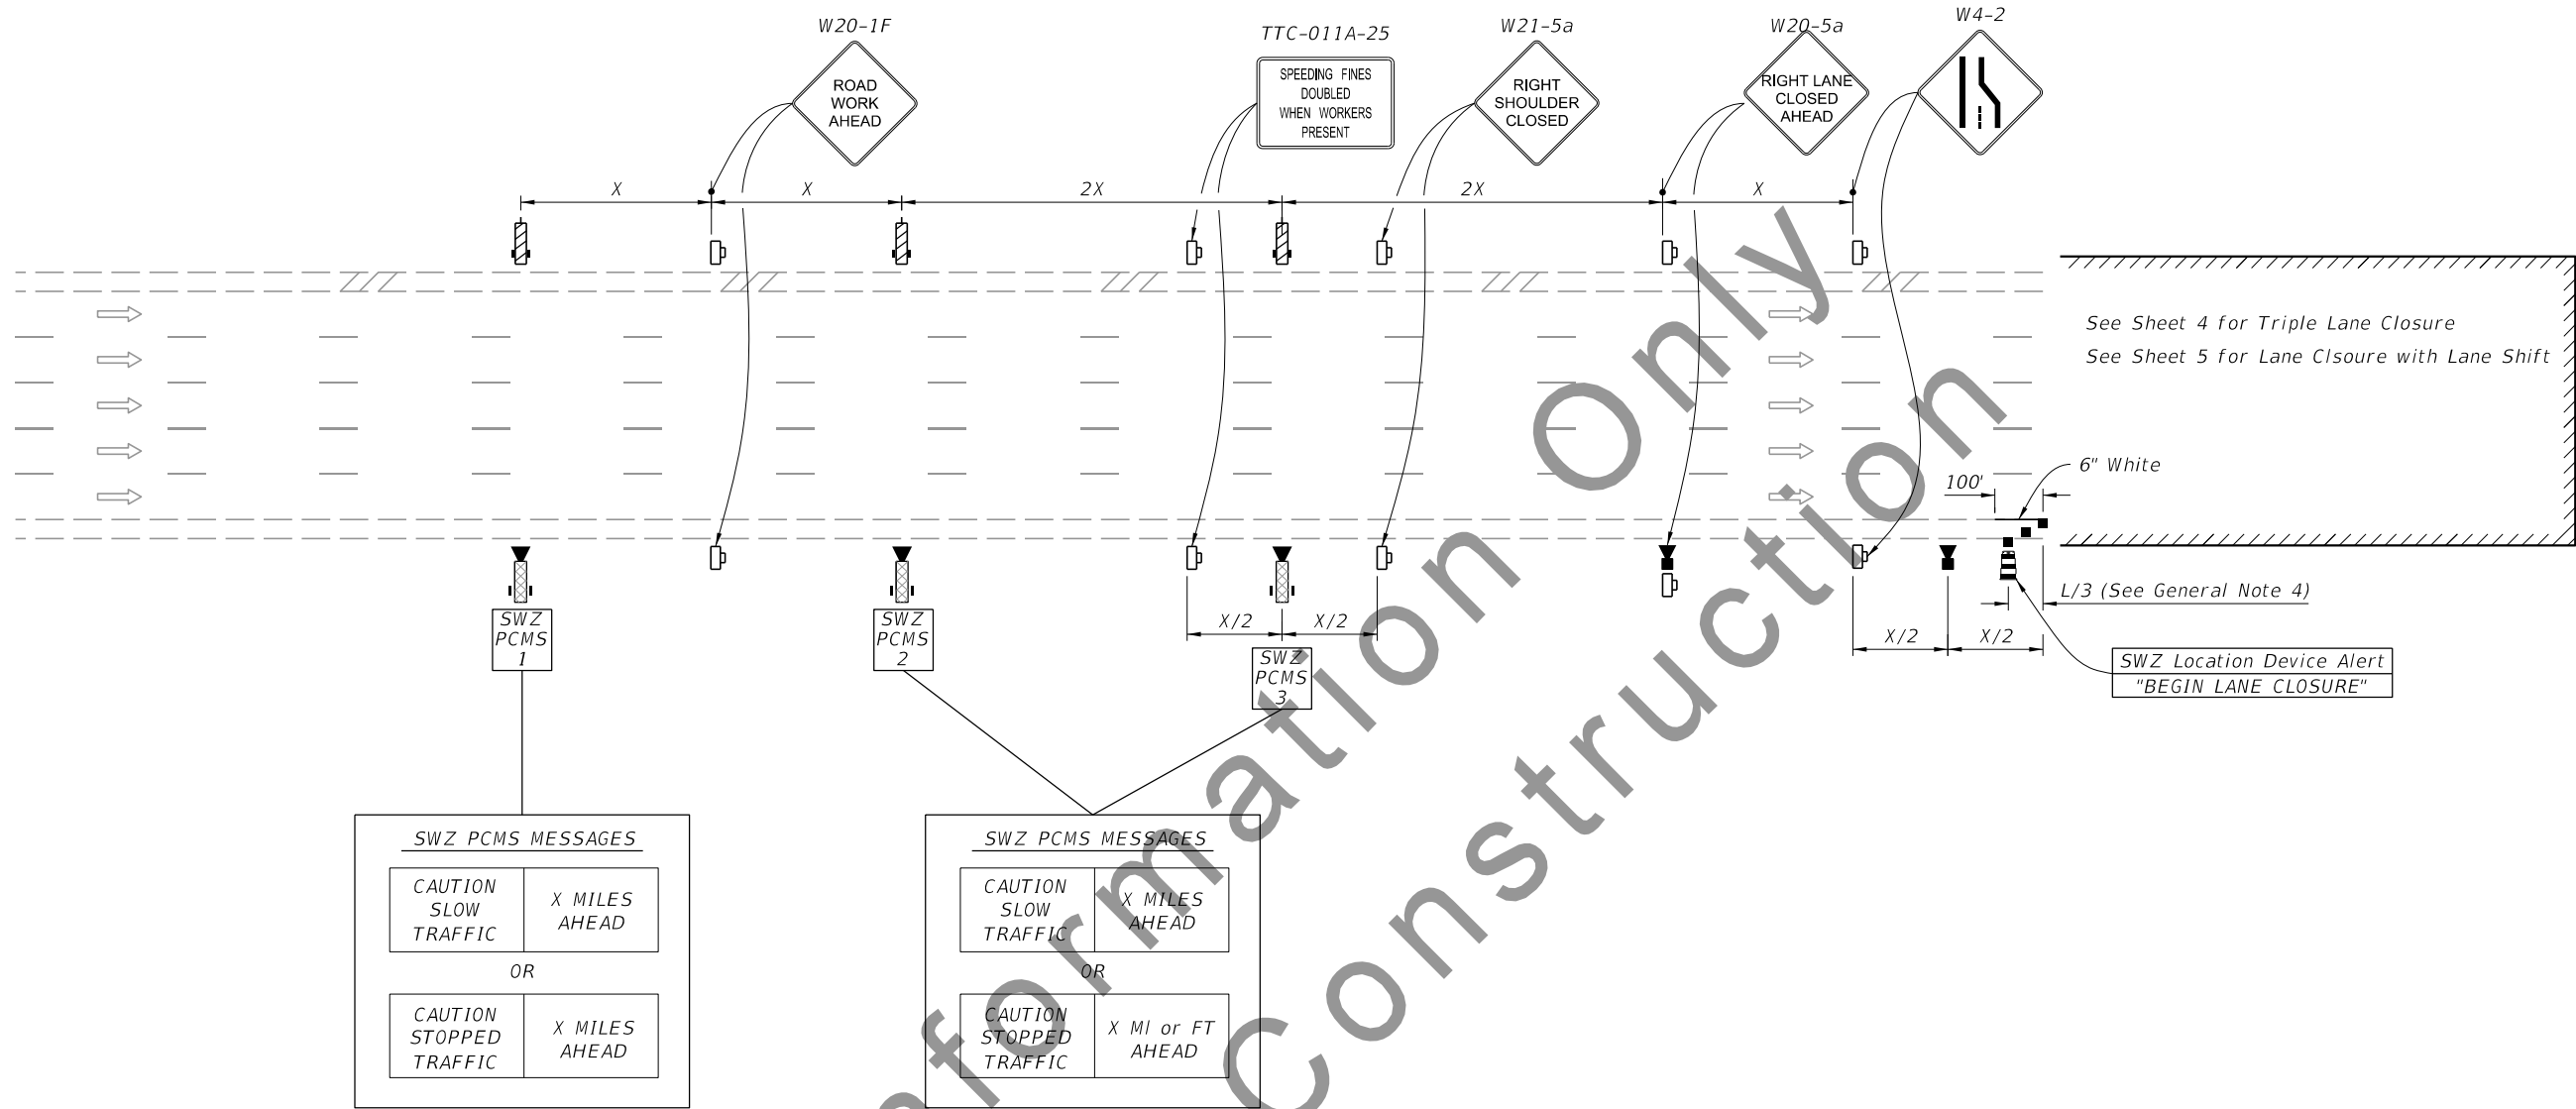 W20-1F
TTC-011A-25
W21-5a
W20-5a
W4-2
ROAD
WORK
AHEAD
SPEEDING FINES
DOUBLED
WHEN WORKERS
PRESENT
RIGHT
SHOULDER
CLOSED
RIGHT LANE
CLOSED
AHEAD
X
X
2X
2X
X
See Sheet 4 for Triple Lane Closure
See Sheet 5 for Lane Clsoure with Lane Shift
6" White
100'
L/3 (See General Note 4)
X/2
X/2
X/2
X/2
SWZ
PCMS
1
SWZ
PCMS
2
SWZ
PCMS
3
SWZ Location Device Alert
"BEGIN LANE CLOSURE"
SWZ PCMS MESSAGES
CAUTION
SLOW
TRAFFIC
X MILES
AHEAD
OR
CAUTION
STOPPED
TRAFFIC
X MILES
AHEAD
SWZ PCMS MESSAGES
CAUTION
SLOW
TRAFFIC
X MILES
AHEAD
OR
CAUTION
STOPPED
TRAFFIC
X MI or FT
AHEAD
nformation Only
Construction